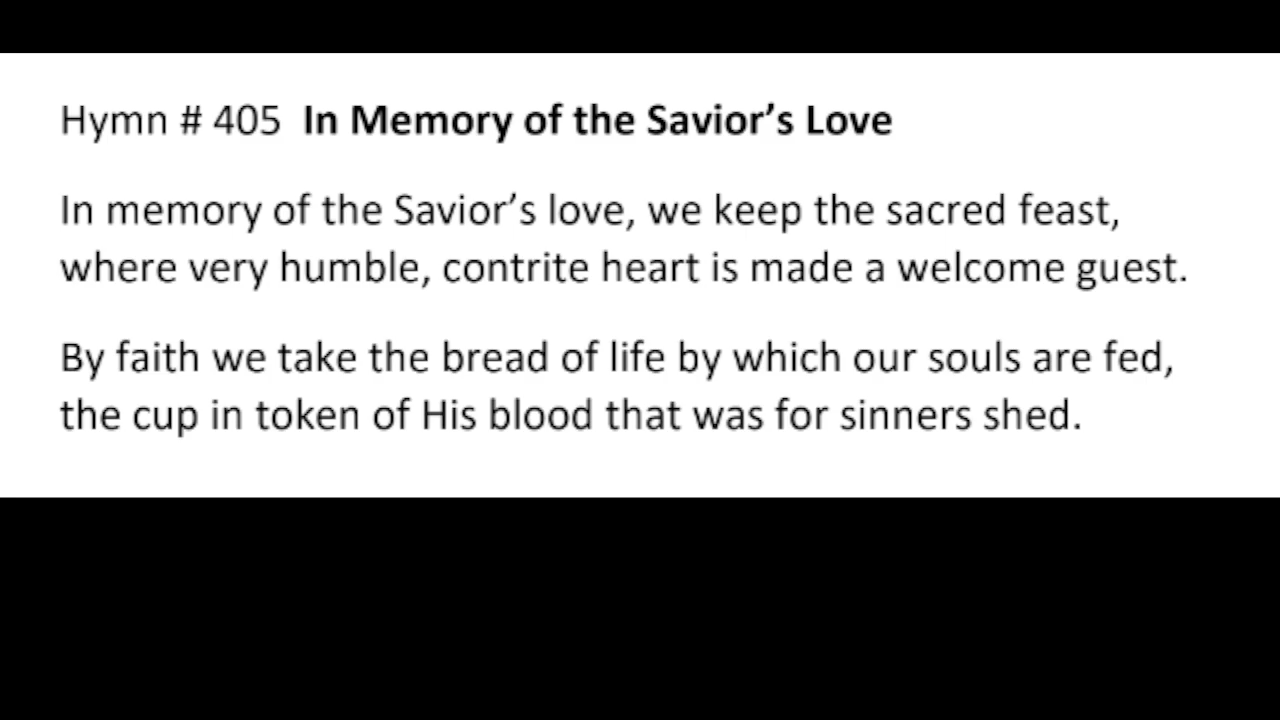 Hymn # 405 In Memory of the Savior’s Love
In memory of the Savior’s love, we keep the sacred feast,
where very humble, contrite heart is made a welcome guest.
By faith we take the bread of life by which our souls are fed,
the cup in token of His blood that was for sinners shed.